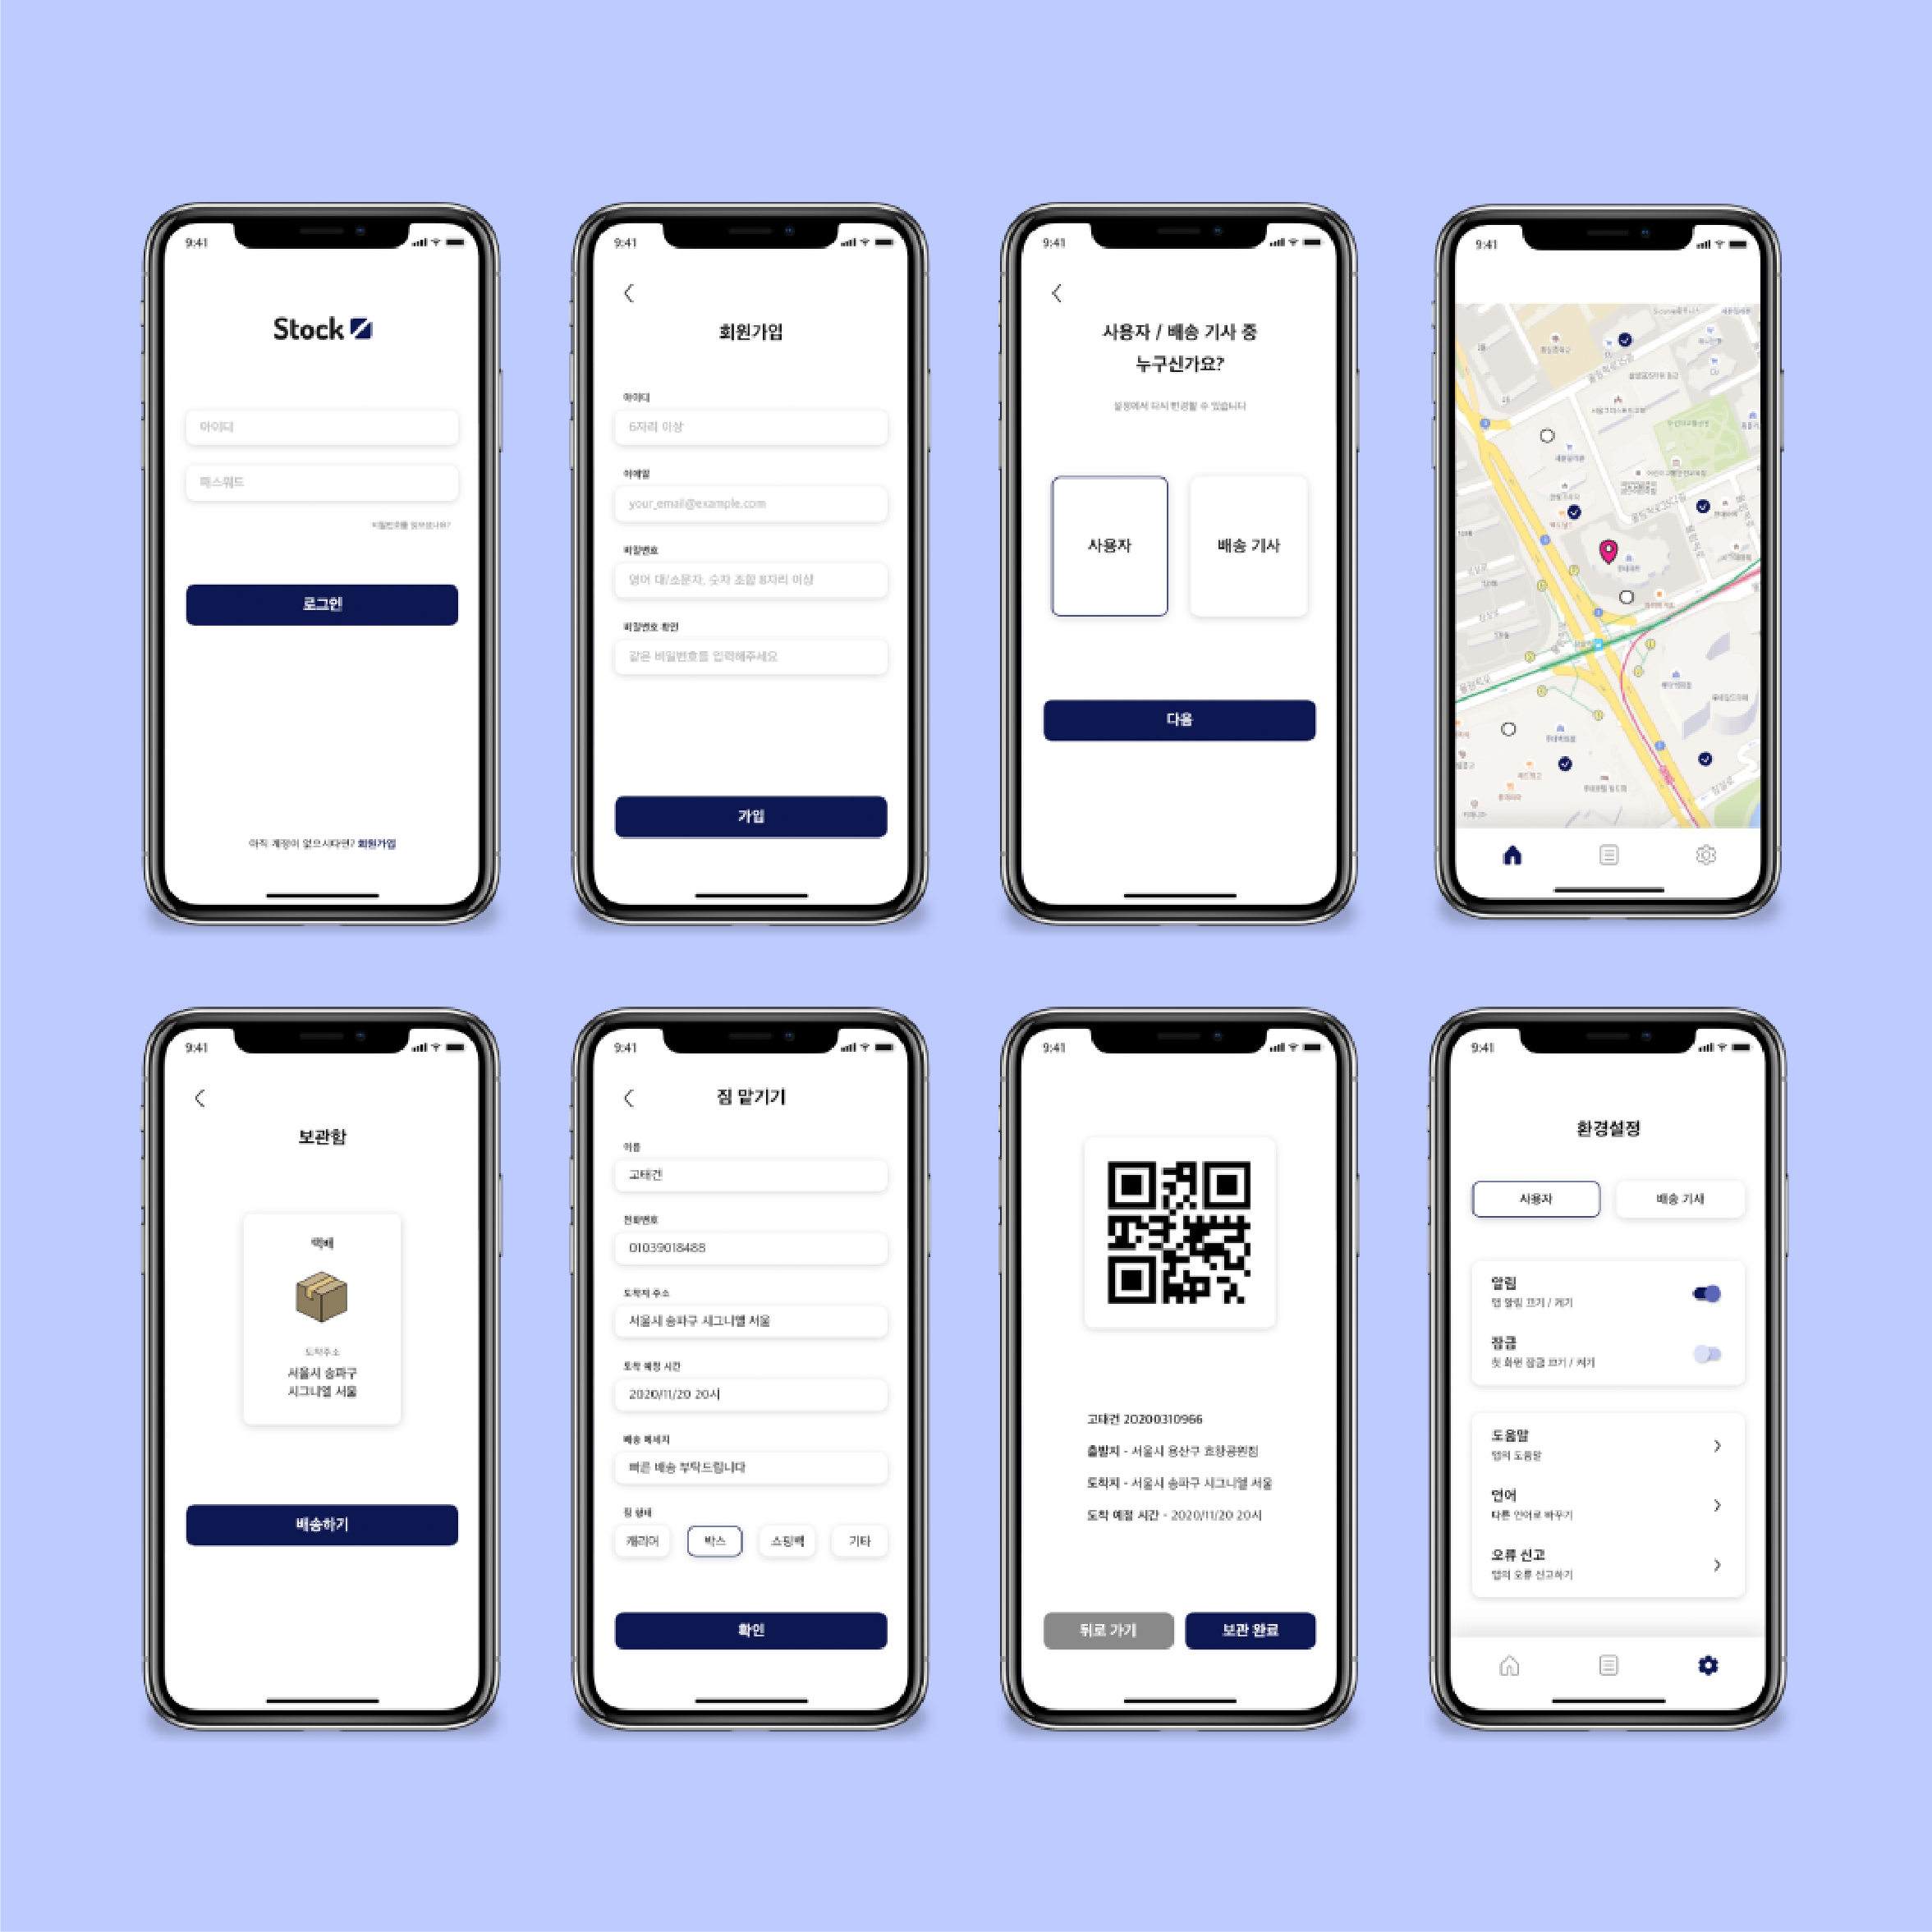 9:41
Stock
아이디
패스워드
비밀번호를 잊으셨나요?
로그인
아직 계정이 없으시다면? 회원가입
9:41
회원가입
아이디
6자리 이상
이메일
your_email@example.com
비밀번호
영어 대/소문자, 숫자 조합 8자리 이상
비밀번호 확인
같은 비밀번호를 입력해주세요
가입
9:41
사용자 / 배송 기사 중
누구신가요?
설정에서 다시 변경할 수 있습니다
사용자
배송 기사
다음
9:41
올림픽로35다길
올림픽로
9:41
보관함
택배
도착주소
서울시 송파구
시그니엘 서울
배송하기
9:41
짐 맡기기
이름
고태건
전화번호
01039018488
도착지 주소
서울시 송파구 시그니엘 서울
도착 예정 시간
2020/11/20 20시
배송 메세지
빠른 배송 부탁드립니다
짐 형태
캐리어
박스
쇼핑백
기타
확인
9:41
고태건 20200310966
출발지 - 서울시 용산구 효창공원점
도착지 - 서울시 송파구 시그니엘 서울
도착 예정 시간 - 2020/11/20 20시
뒤로 가기
보관 완료
9:41
환경설정
사용자
배송 기사
알림
앱 알림 끄기 / 켜기
잠금
첫 화면 잠금 끄기 / 켜기
도움말
앱의 도움말
언어
다른 언어로 바꾸기
오류 신고
앱의 오류 신고하기